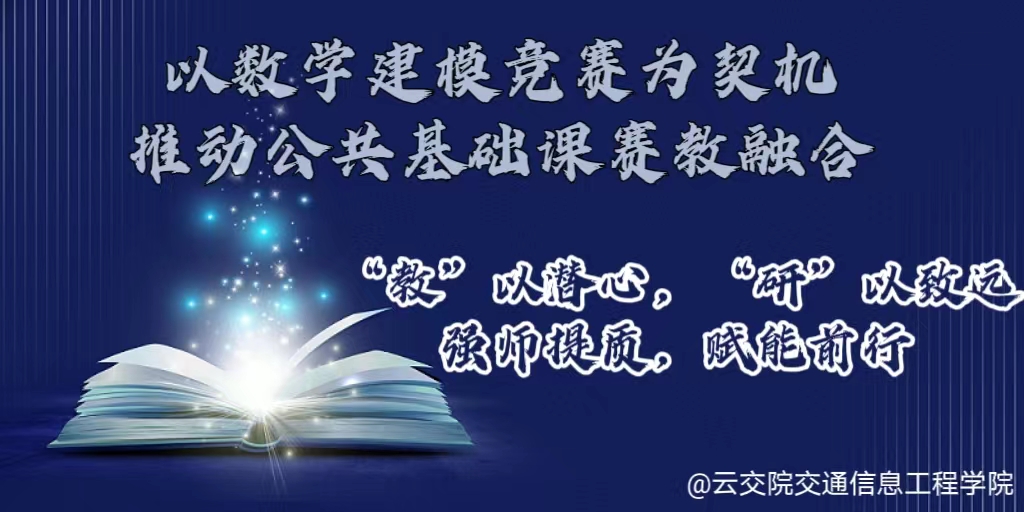 以数学建模竞赛为契机
推动公共基础课赛教融合
“教”以潜心，“研”以致远
强师提质，赋能前行
@云交院交通信息工程学院